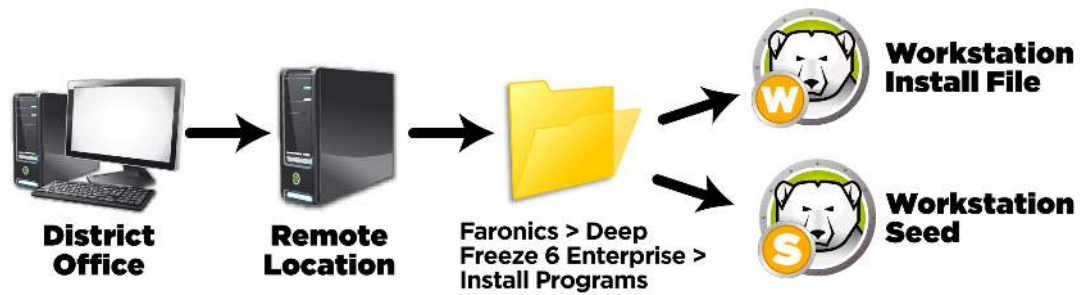 W
Workstation
Install File
District
Office
Remote
Location
Faronics > Deep
Freeze 6 Enterprise >
Install Programs
S
Workstation
Seed